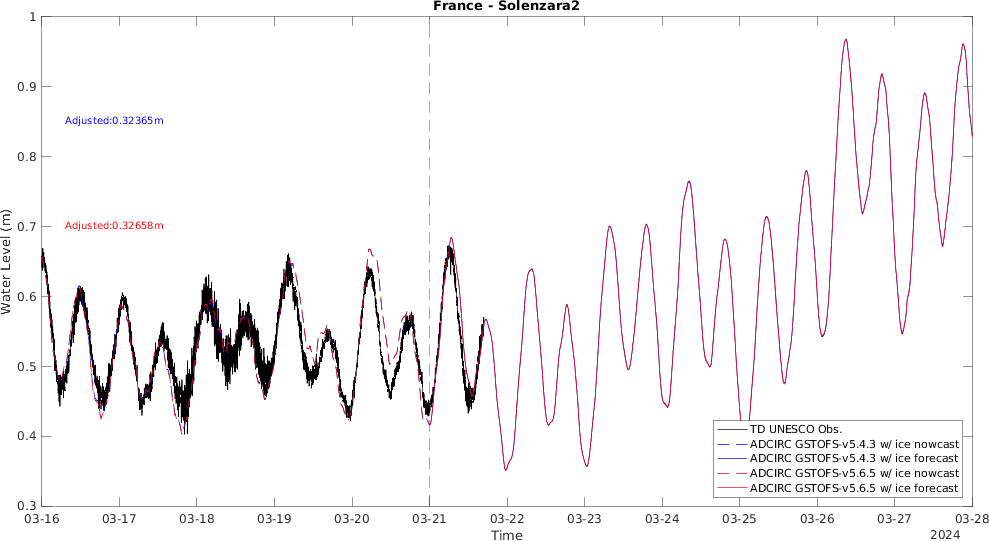 France - Solenzara2
1
0.9
0.8
0.7
0.6
0.5
0.4
0.3
Water Level (m)
Adjusted:0.32365m
Adjusted:0.32658m
TD UNESCO Obs.
ADCIRC GSTOFS-v5.4.3 w/ ice nowcast
ADCIRC GSTOFS-v5.4.3 w/ ice forecast
ADCIRC GSTOFS-v5.6.5 w/ ice nowcast
ADCIRC GSTOFS-v5.6.5 w/ ice forecast
03-16 03-17 03-18 03-19 03-20 03-21 03-22 03-23 03-24 03-25 03-26 03-27 03-28
Time
2024